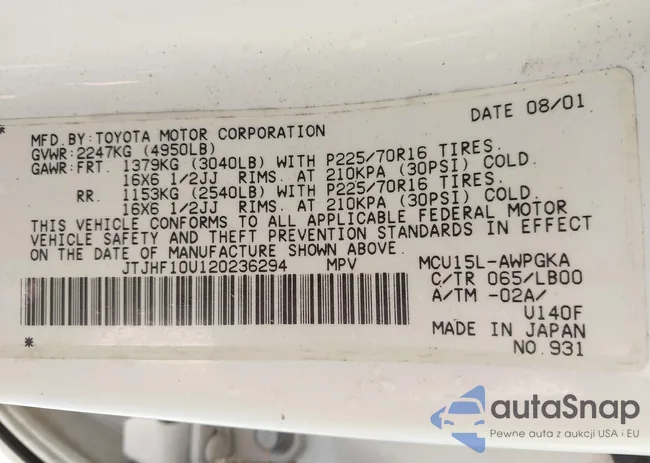 DATE 08/01
MFD.BY:TOYOTA MOTOR CORPORATION
GVWR:2247KG (4950LB)
GAWR:FRT. 1379KG (3040LB) WITH P225/70R16 TIRES.
16X6 1/2JJ RIMS. AT 210KPA (30PSI) COLD.
RR. 1153KG (2540LB) WITH P225/70R16 TIRES.
16X6 1/2JJ RIMS. AT 210KPA (30PSI) COLD.
THIS VEHICLE CONFORMS TO ALL APPLICABLE FEDERAL MOTOR
VEHICLE SAFETY AND THEFT PREVENTION STANDARDS IN EFFECT
ON THE DATE OF MANUFACTURE SHOWN ABOVE.
JTJHF10U120236294 MPV MCU15L-AWPGKA
C/TR 065/LB00
A/TM -02A/
U140F
MADE IN JAPAN
NO.931
autaSnap
Pewne auta z aukcji USA i EU